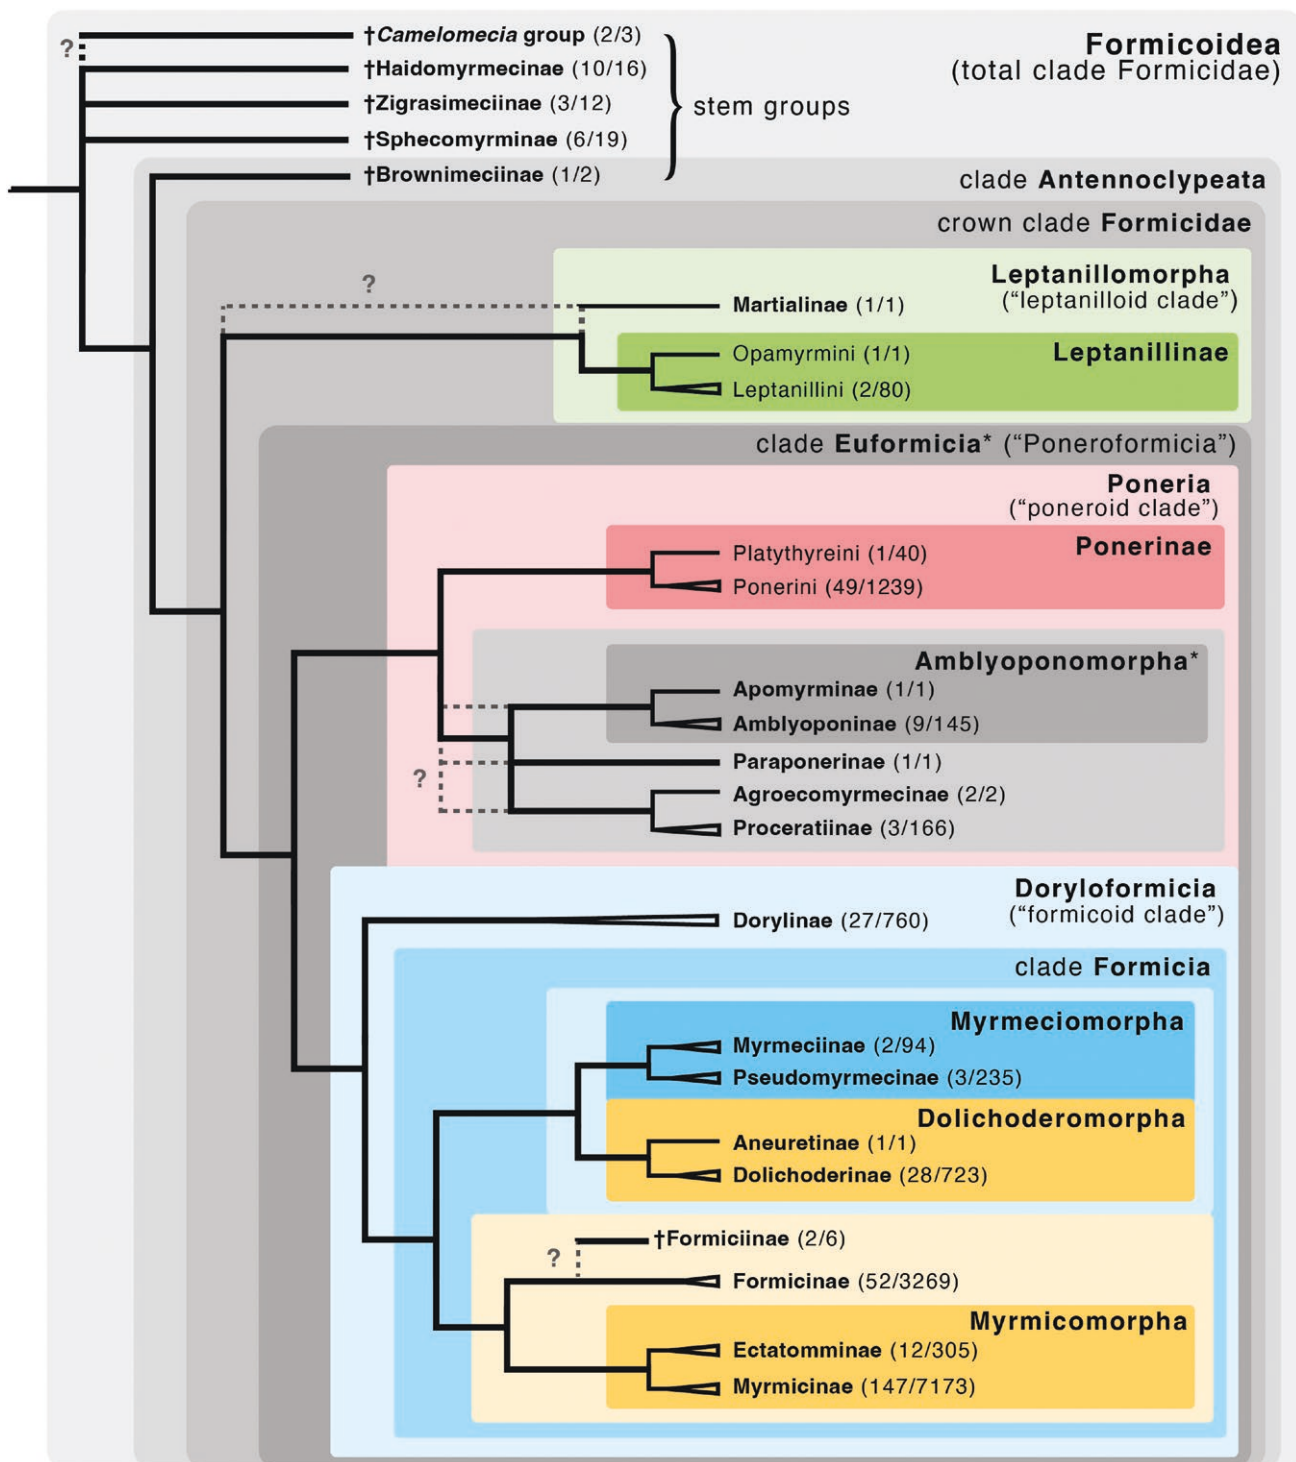 ?
†Camelomecia group (2/3)
†Haidomyrmecinae (10/16)
†Zigrasimeciinae (3/12)
†Sphecomyrminae (6/19)
†Brownimeciinae (1/2)
stem groups
Formicoidea
(total clade Formicidae)
clade Antennoclypeata
crown clade Formicidae
?
Leptanillomorpha
(“leptanilloid clade”)
Martialinae (1/1)
Leptanillinae
Opamyrmini (1/1)
Leptanillini (2/80)
clade Euformicia* (“Poneroformicia”)
Poneria
(“poneroid clade”)
Ponerinae
Platythyreini (1/40)
Ponerini (49/1239)
Amblyoponomorpha*
Apomyrminae (1/1)
Amblyoponinae (9/145)
Paraponerinae (1/1)
?
Agroecomyrmecinae (2/2)
Proceratiinae (3/166)
Doryloformicia
(“formicoid clade”)
Dorylinae (27/760)
clade Formicia
Myrmeciomorpha
Myrmeciinae (2/94)
Pseudomyrmecinae (3/235)
Dolichoderomorpha
Aneuretinae (1/1)
Dolichoderinae (28/723)
†Formiciinae (2/6)
?
Formicinae (52/3269)
Myrmicomorpha
Ectatomminae (12/305)
Myrmicinae (147/7173)